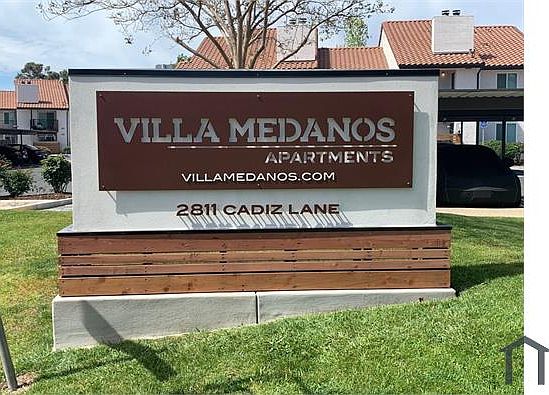 VILLA MEDANOS
APARTMENTS
VILLAMEDANOS.COM
2811 CADIZ LANE